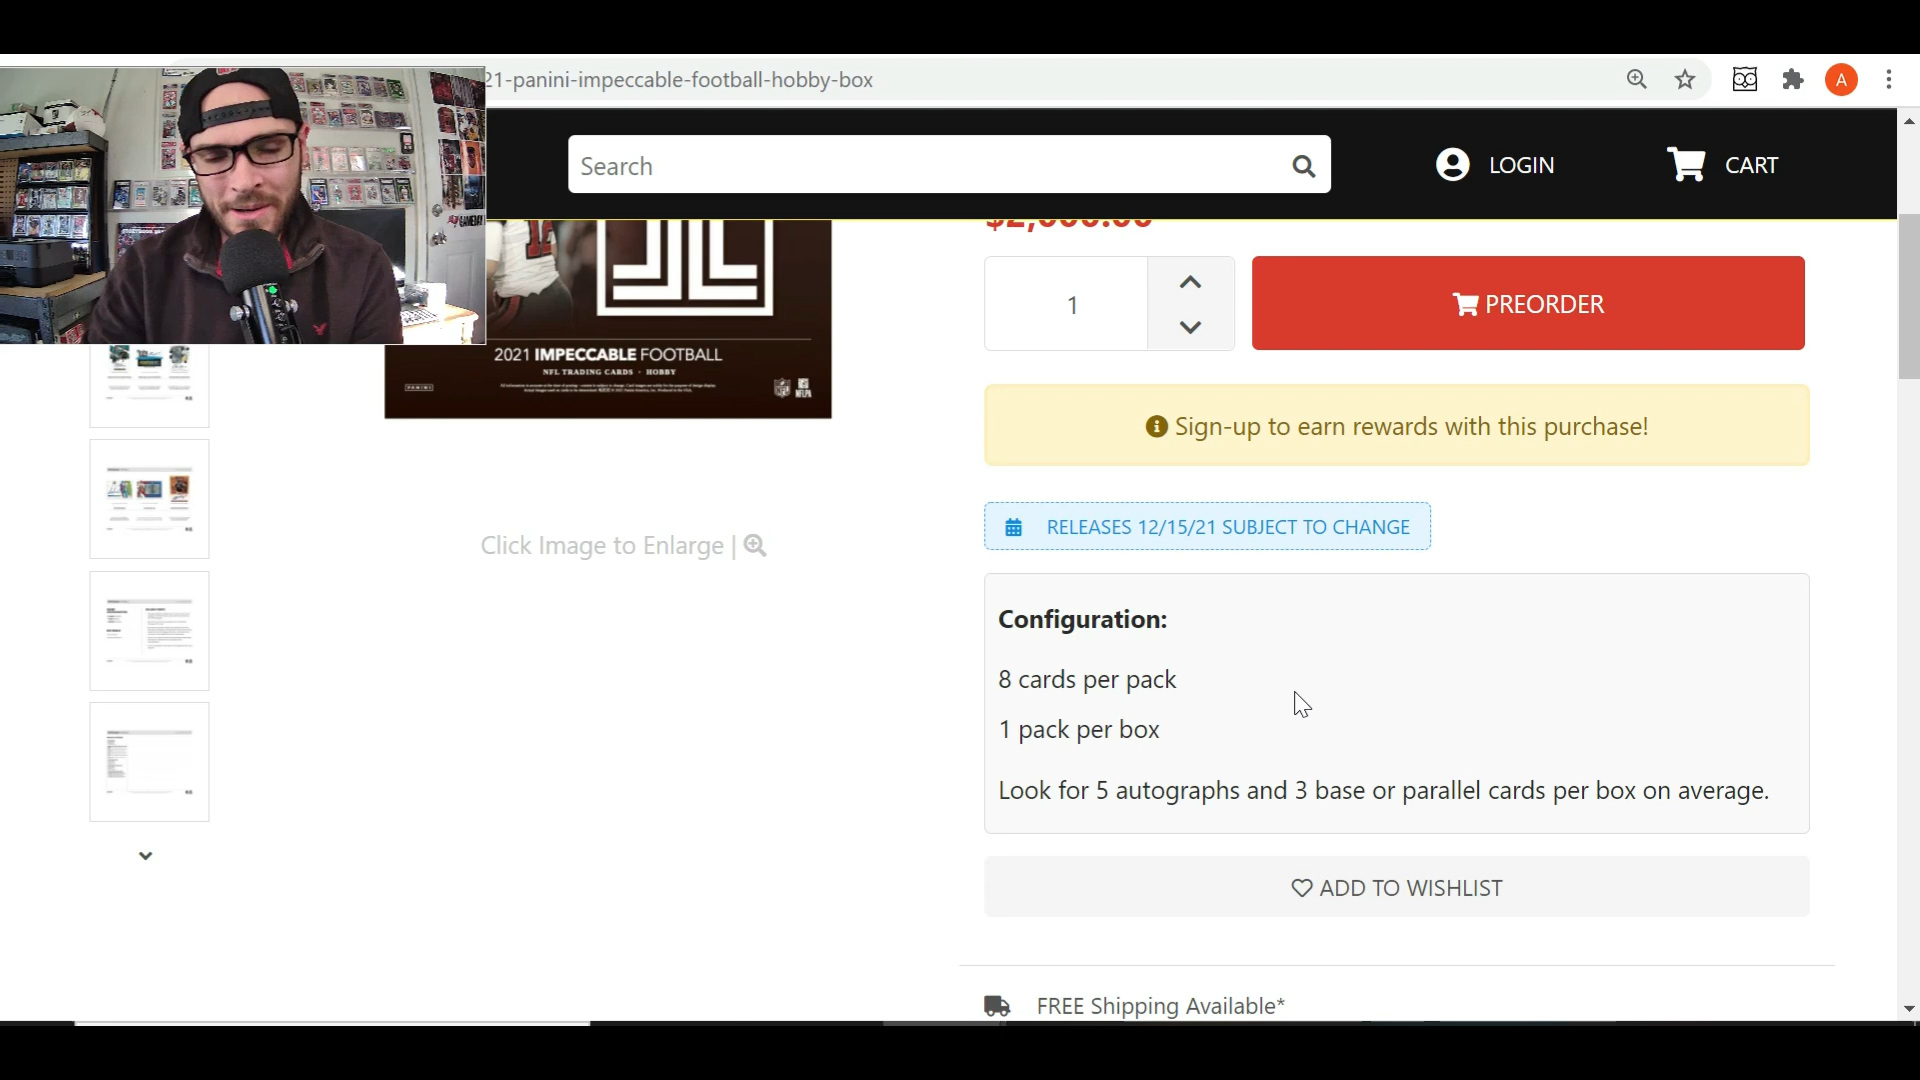 21-panini-impeccable-football-hobby-box
A
Search
LOGIN
CART
1
PREORDER
2021 IMPECCABLE FOOTBALL
NFL TRADING CARDS · HOBBY
PANINI
NFL
NFLPA
Sign-up to earn rewards with this purchase!
RELEASES 12/15/21 SUBJECT TO CHANGE
Click Image to Enlarge |
Configuration:
8 cards per pack
1 pack per box
Look for 5 autographs and 3 base or parallel cards per box on average.
ADD TO WISHLIST
FREE Shipping Available*